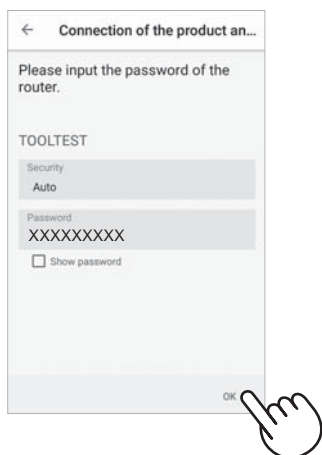 ← Connection of the product an...
Please input the password of the
router.
TOOLTEST
Security
Auto
Password
XXXXXXXXX
Show password
OK